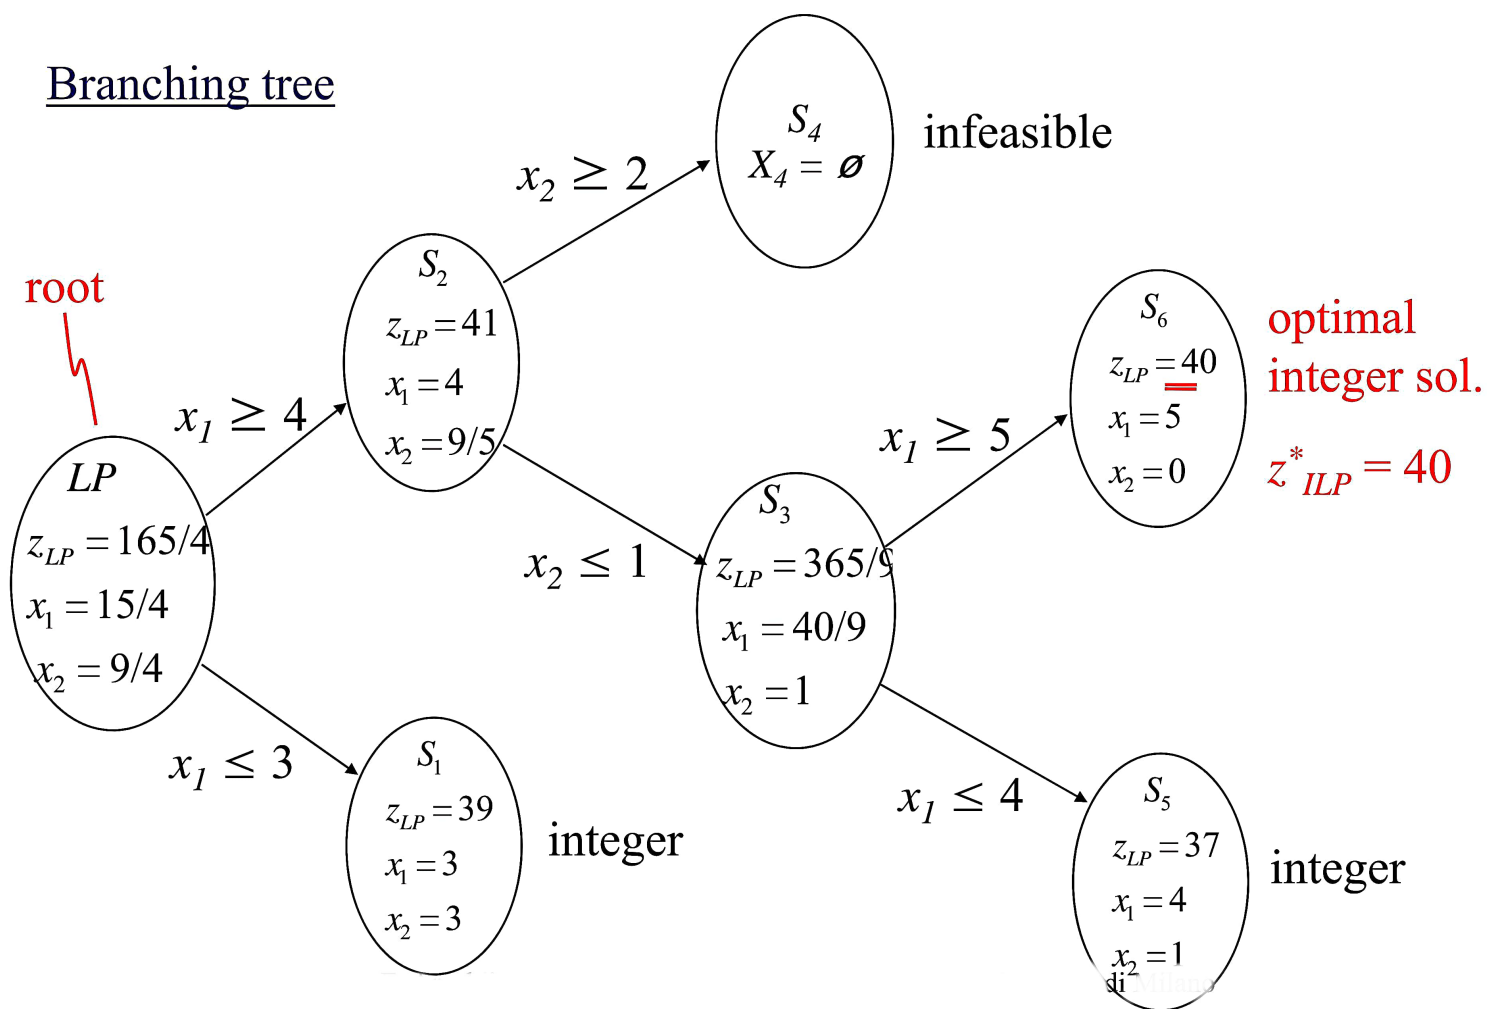 Branching tree
S4
X4 = ø
infeasible
x2 ≥ 2
S2
zLP = 41
x1 = 4
x2 = 9/5
root
x1 ≥ 4
S6
zLP = 40
x1 = 5
x2 = 0
optimal
integer sol.
z*ILP = 40
x1 ≥ 5
LP
zLP = 165/4
x1 = 15/4
x2 = 9/4
x2 ≤ 1
S3
zLP = 365/9
x1 = 40/9
x2 = 1
x1 ≤ 3
S1
zLP = 39
x1 = 3
x2 = 3
integer
x1 ≤ 4
S5
zLP = 37
x1 = 4
x2 = 1
integer
di Milano